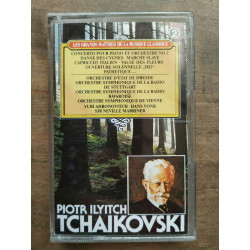 LES GRANDS MAÎTRES DE LA MUSIQUE CLASSIQUE
CONCERTO POUR PIANO ET ORCHESTRE No.1
DANSE DES CYGNES - MARCHE SLAVE
CAPRICCIO ITALIEN - VALSE DES FLEURS
OUVERTURE SOLENNELLE „1812"
PATHETIQUE...
ORCHESTRE D'ETAT DE DRESDE
ORCHESTRE SYMPHONIQUE DE LA RADIO
DE STUTTGART
ORCHESTRE SYMPHONIQUE DE LA RADIO
BAVAROISE
ORCHESTRE SYMPHONIQUE DE VIENNE
YURI AHRONOVITCH - HANS VONK
SIR NEVILLE MARRINER
PIOTR ILYITCH
TCHAIKOVSKI